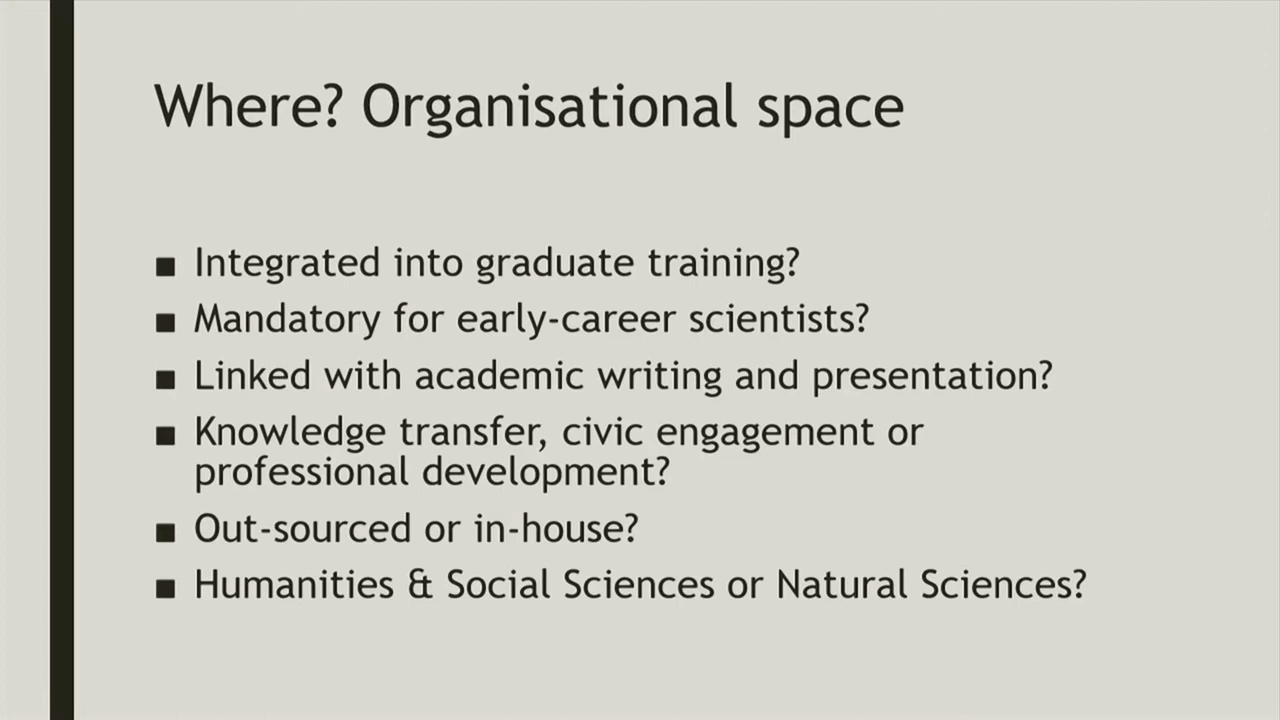 Where? Organisational space
■ Integrated into graduate training?
■ Mandatory for early-career scientists?
■ Linked with academic writing and presentation?
■ Knowledge transfer, civic engagement or
professional development?
■ Out-sourced or in-house?
■ Humanities & Social Sciences or Natural Sciences?